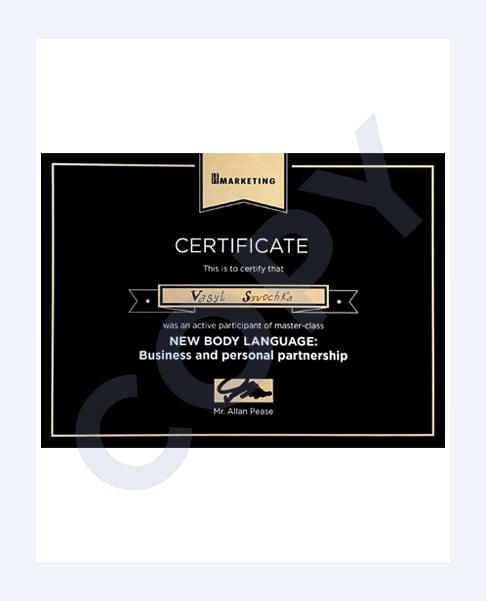 MARKETING
CERTIFICATE
This is to certify that
Vasyl Syvochka
was an active participant of master-class
NEW BODY LANGUAGE:
Business and personal partnership
Mr. Allan Pease
COPY